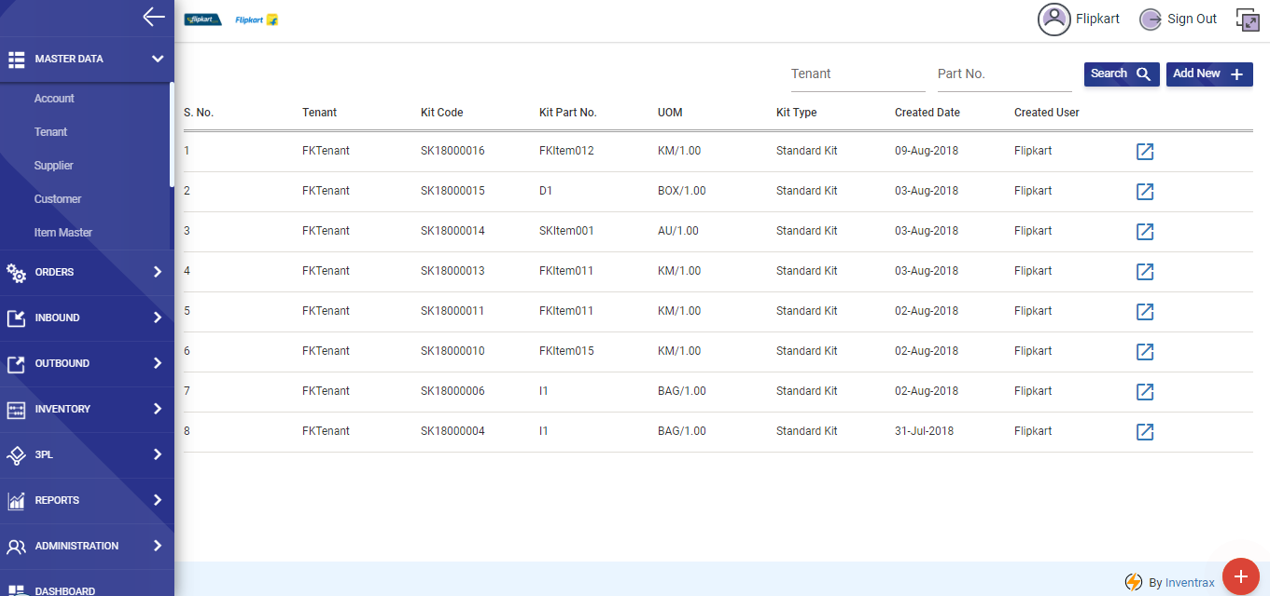 flipkart Flipkart Flipkart Sign Out
MASTER DATA
Account
Tenant
Supplier
Customer
Item Master
ORDERS
INBOUND
OUTBOUND
INVENTORY
3PL
REPORTS
ADMINISTRATION
DASHBOARD
Tenant Part No. Search Add New
S. No. Tenant Kit Code Kit Part No. UOM Kit Type Created Date Created User
1 FKTenant SK18000016 FKItem012 KM/1.00 Standard Kit 09-Aug-2018 Flipkart
2 FKTenant SK18000015 D1 BOX/1.00 Standard Kit 03-Aug-2018 Flipkart
3 FKTenant SK18000014 SKItem001 AU/1.00 Standard Kit 03-Aug-2018 Flipkart
4 FKTenant SK18000013 FKItem011 KM/1.00 Standard Kit 03-Aug-2018 Flipkart
5 FKTenant SK18000011 FKItem011 KM/1.00 Standard Kit 02-Aug-2018 Flipkart
6 FKTenant SK18000010 FKItem015 KM/1.00 Standard Kit 02-Aug-2018 Flipkart
7 FKTenant SK18000006 I1 BAG/1.00 Standard Kit 02-Aug-2018 Flipkart
8 FKTenant SK18000004 I1 BAG/1.00 Standard Kit 31-Jul-2018 Flipkart
By Inventrax